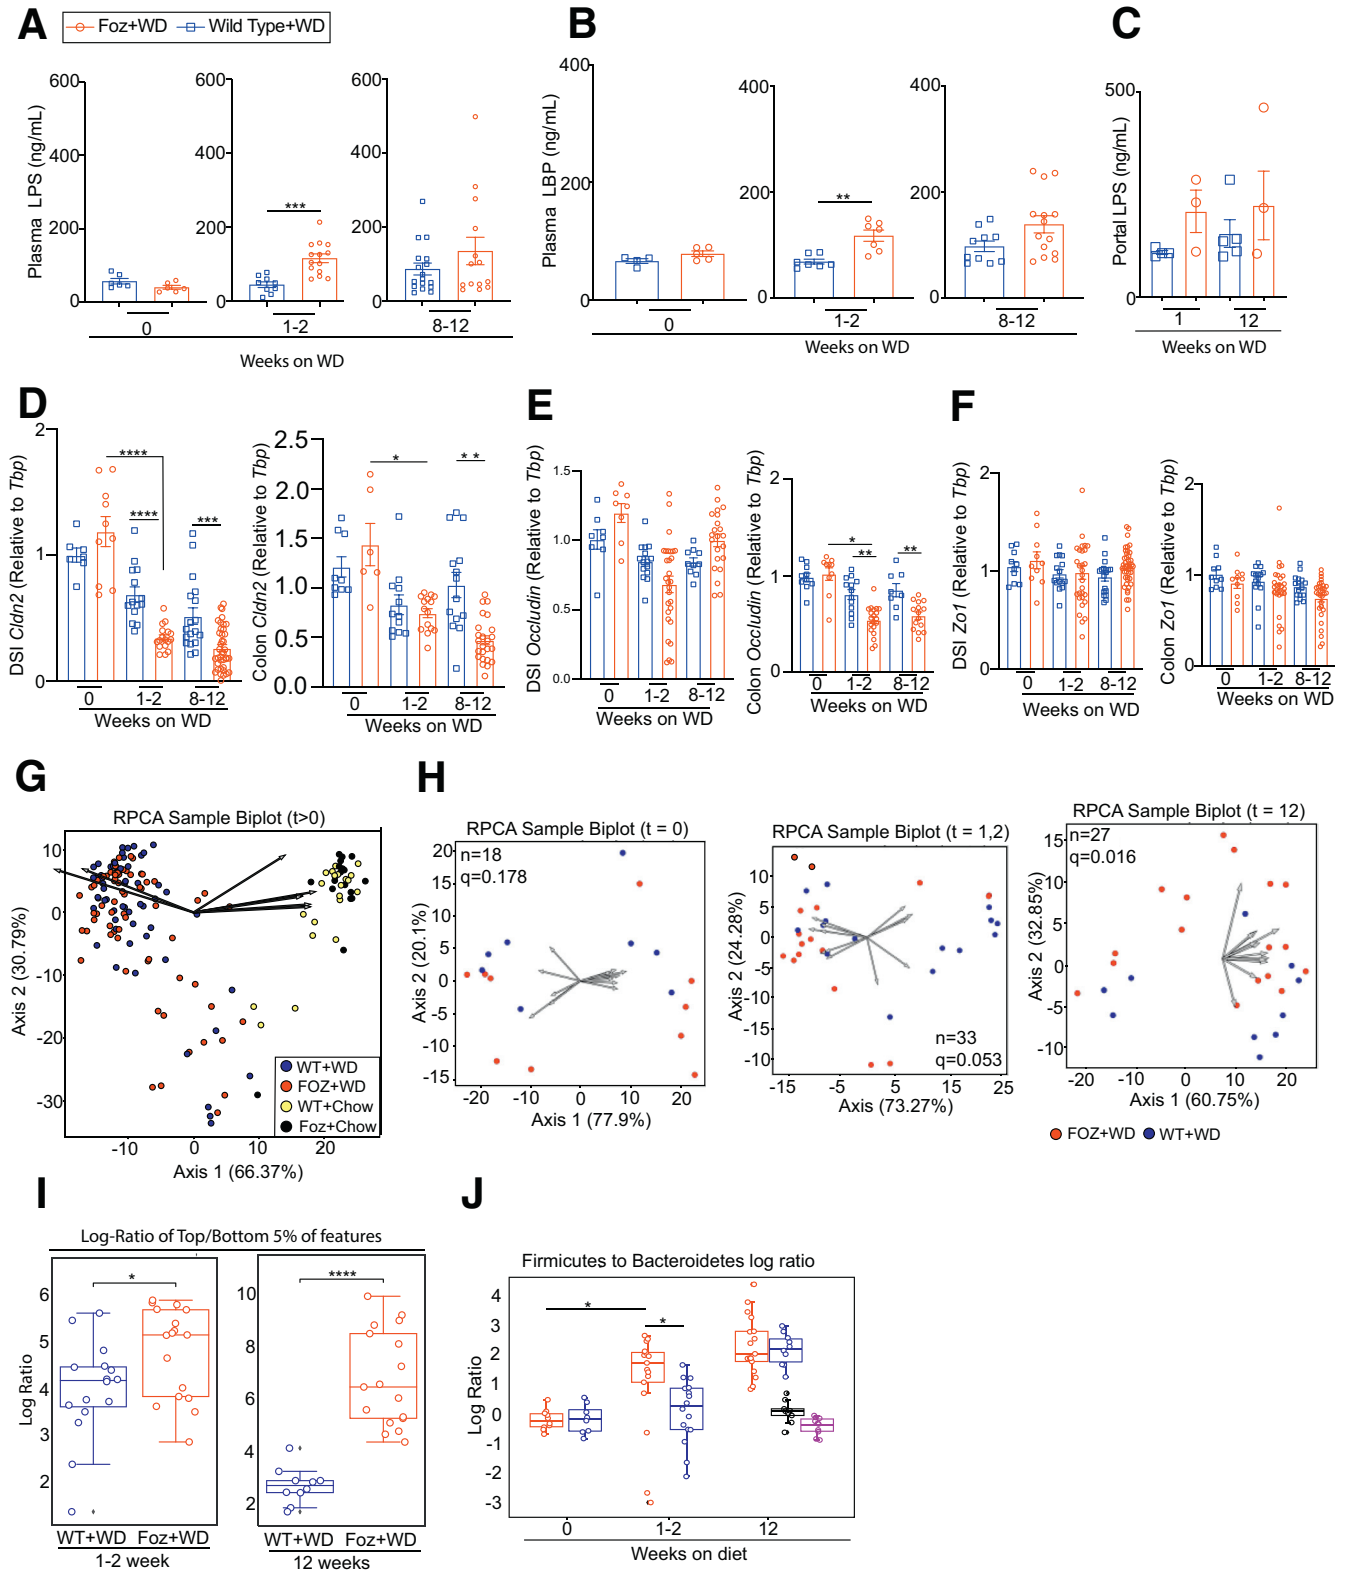 A
Foz+WD
Wild Type+WD
Plasma LPS (ng/mL)
600
400
200
0
600
400
200
0
600
400
200
0
***
0
1-2
8-12
Weeks on WD
B
Plasma LBP (ng/mL)
400
200
0
400
200
0
400
200
0
**
0
1-2
8-12
Weeks on WD
C
Portal LPS (ng/mL)
500
0
1
12
Weeks on WD
D
DSI Cldn2 (Relative to Tbp)
2
1
0
****
****
***
0
1-2
8-12
Weeks on WD
Colon Cldn2 (Relative to Tbp)
2.5
2.0
1.5
1.0
0.5
0.0
*
* *
0
1-2
8-12
Weeks on WD
E
DSI Occludin (Relative to Tbp)
1.5
1.0
0.5
0.0
0
1-2
8-12
Weeks on WD
Colon Occludin (Relative to Tbp)
2
1
0
*
**
**
0
1-2
8-12
Weeks on WD
F
DSI Zo1 (Relative to Tbp)
2
1
0
0
1-2
8-12
Weeks on WD
Colon Zo1 (Relative to Tbp)
2
1
0
0
1-2
8-12
Weeks on WD
G
RPCA Sample Biplot (t>0)
Axis 2 (30.79%)
10
0
-10
-20
-30
WT+WD
FOZ+WD
WT+Chow
Foz+Chow
-10
0
10
20
Axis 1 (66.37%)
H
RPCA Sample Biplot (t = 0)
n=18
q=0.178
Axis 2 (20.1%)
20
15
10
5
0
-5
-10
-15
-20
-10
0
10
20
Axis 1 (77.9%)
RPCA Sample Biplot (t = 1,2)
Axis 2 (24.28%)
10
5
0
-5
-10
-15
-10
n=33
q=0.053
-15
-5
5
15
25
Axis (73.27%)
RPCA Sample Biplot (t = 12)
n=27
q=0.016
Axis 2 (32.85%)
15
10
5
0
-5
-10
-20
-10
0
10
20
Axis 1 (60.75%)
FOZ+WD
WT+WD
I
Log-Ratio of Top/Bottom 5% of features
Log Ratio
6
5
4
3
2
*
WT+WD
Foz+WD
1-2 week
10
8
6
4
2
****
WT+WD
Foz+WD
12 weeks
J
Firmicutes to Bacteroidetes log ratio
Log Ratio
4
3
2
1
0
-1
-2
-3
*
*
0
1-2
12
Weeks on diet